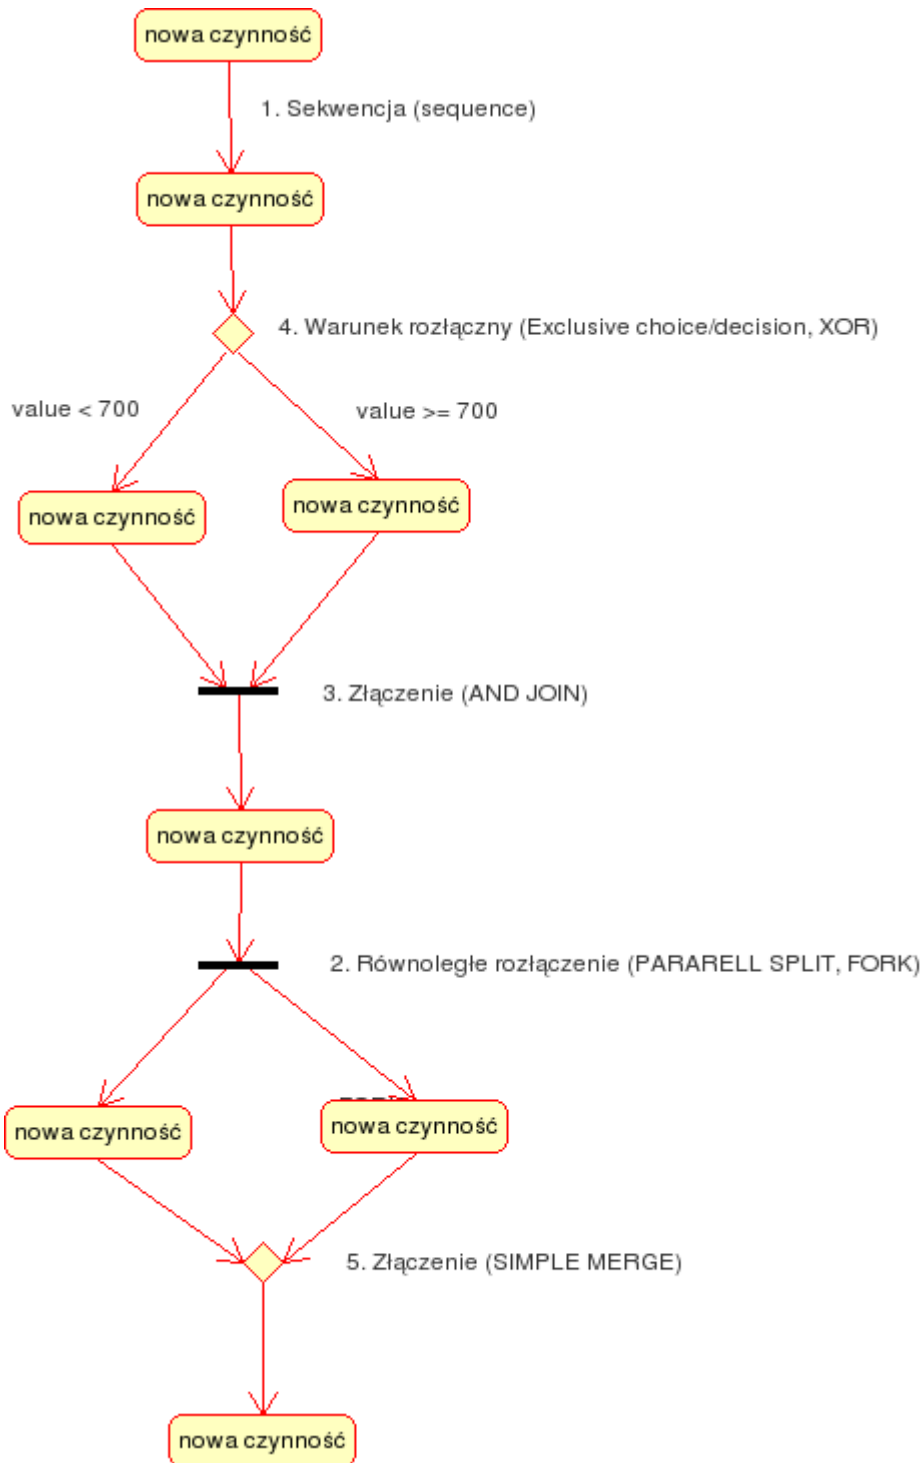 nowa czynność
1. Sekwencja (sequence)
nowa czynność
4. Warunek rozłączny (Exclusive choice/decision, XOR)
value < 700
value >= 700
nowa czynność
nowa czynność
3. Złączenie (AND JOIN)
nowa czynność
2. Równoległe rozłączenie (PARARELL SPLIT, FORK)
nowa czynność
nowa czynność
5. Złączenie (SIMPLE MERGE)
nowa czynność